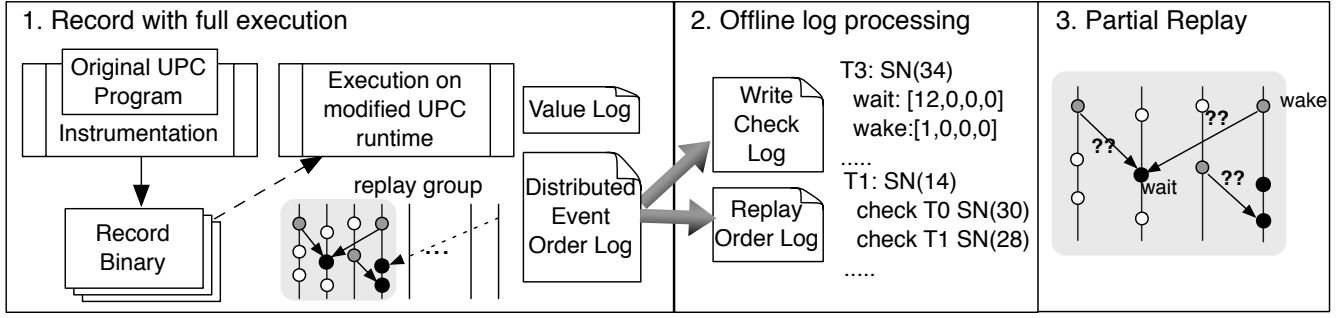 1. Record with full execution
Original UPC
Program
Instrumentation
Record
Binary
Execution on
modified UPC
runtime
replay group
...
Value Log
Distributed
Event
Order Log
2. Offline log processing
Write
Check
Log
Replay
Order Log
T3: SN(34)
wait: [12,0,0,0]
wake:[1,0,0,0]
.....
T1: SN(14)
check T0 SN(30)
check T1 SN(28)
.....
3. Partial Replay
wake
??
??
wait
??